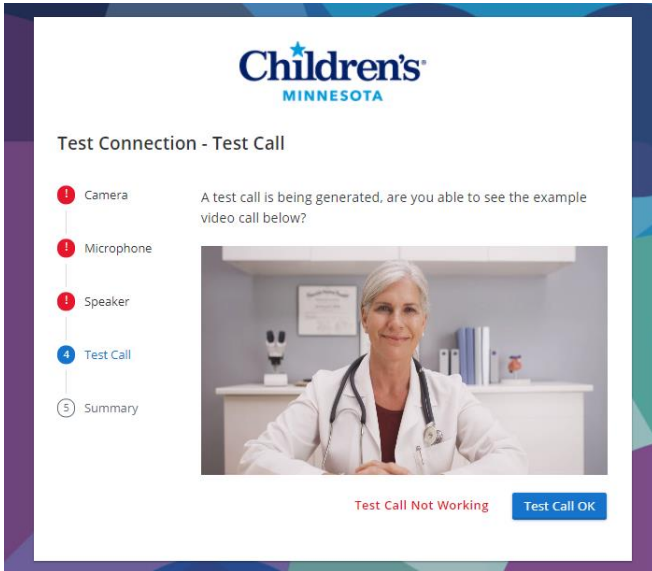 Children's®
MINNESOTA
Test Connection - Test Call
! Camera
! Microphone
! Speaker
4 Test Call
5 Summary
A test call is being generated, are you able to see the example
video call below?
Test Call Not Working
Test Call OK